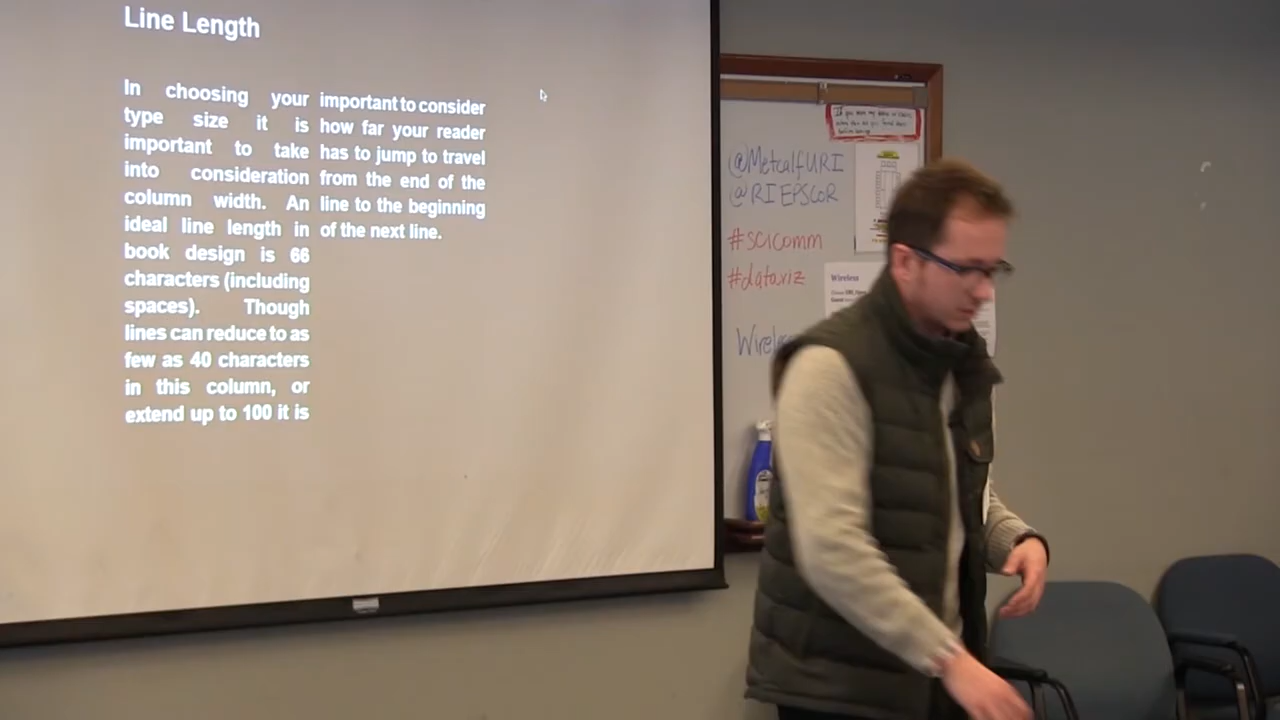 Line Length
In choosing your
type size it is
important to take
into consideration
column width. An
ideal line length in
book design is 66
characters (including
spaces). Though
lines can reduce to as
few as 40 characters
in this column, or
extend up to 100 it is
important to consider
how far your reader
has to jump to travel
from the end of the
line to the beginning
of the next line.
@MetcalfURI
@RIEPSCOR
#scicomm
#dataviz
Wireless